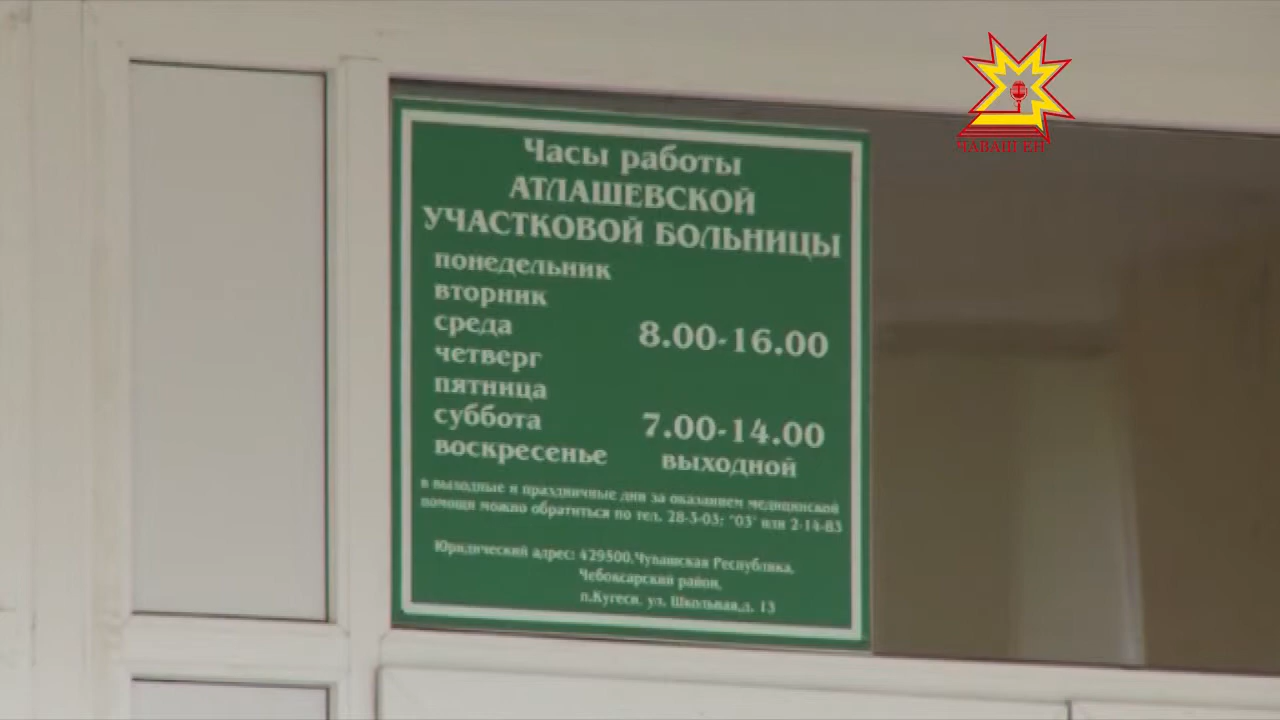 ЧАВАШ ЕН
Часы работы
АТЛАШЕВСКОЙ
УЧАСТКОВОЙ БОЛЬНИЦЫ
понедельник
вторник
среда 8.00-16.00
четверг
пятница
суббота 7.00-14.00
воскресенье выходной
в выходные и праздничные дни за оказанием медицинской
помощи можно обратиться по тел. 28-3-03; "03" или 2-14-83
Юридический адрес: 429500,Чувашская Республика,
Чебоксарский район,
п.Кугеси, ул. Школьная,д. 13